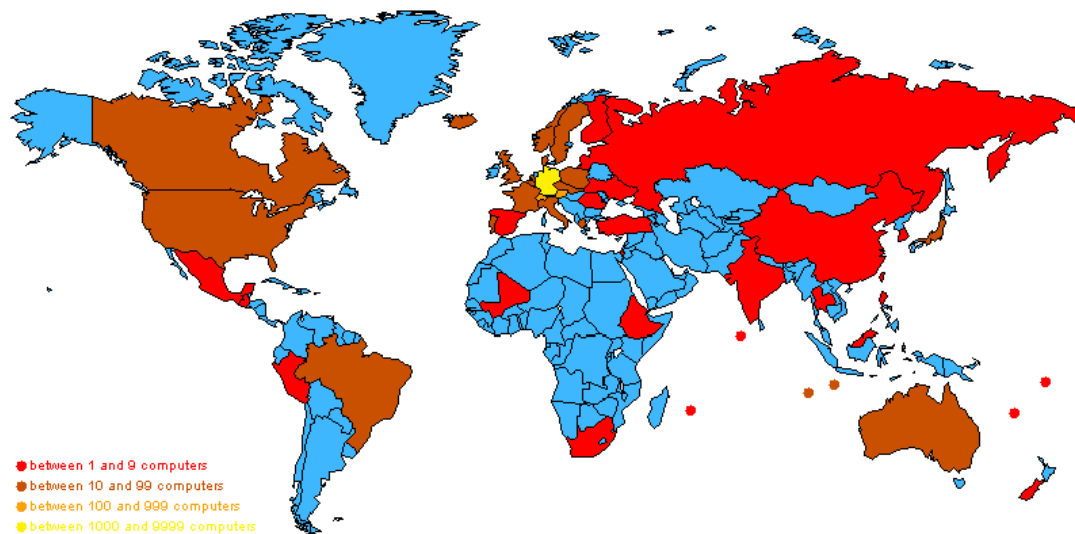 between 1 and 9 computers
between 10 and 99 computers
between 100 and 999 computers
between 1000 and 9999 computers